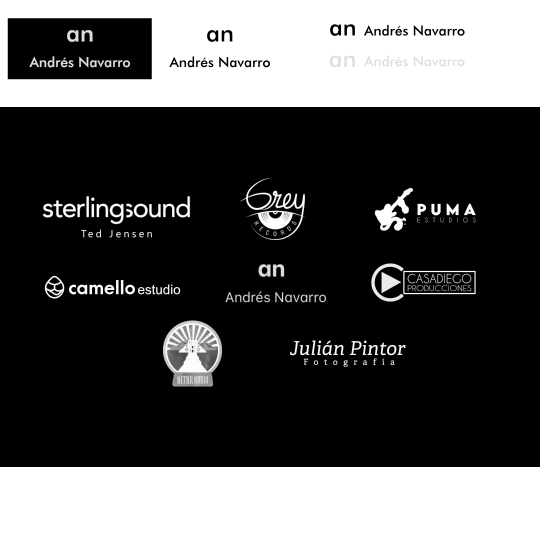 an
Andrés Navarro
an
Andrés Navarro
an Andrés Navarro
an Andrés Navarro
sterlingsound
Ted Jensen
Grey
RECORDS
PUMA
ESTUDIOS
camello estudio
an
Andrés Navarro
CASADIEGO
PRODUCCIONES
ALTAR AUDIO
Julián Pintor
Fotografía